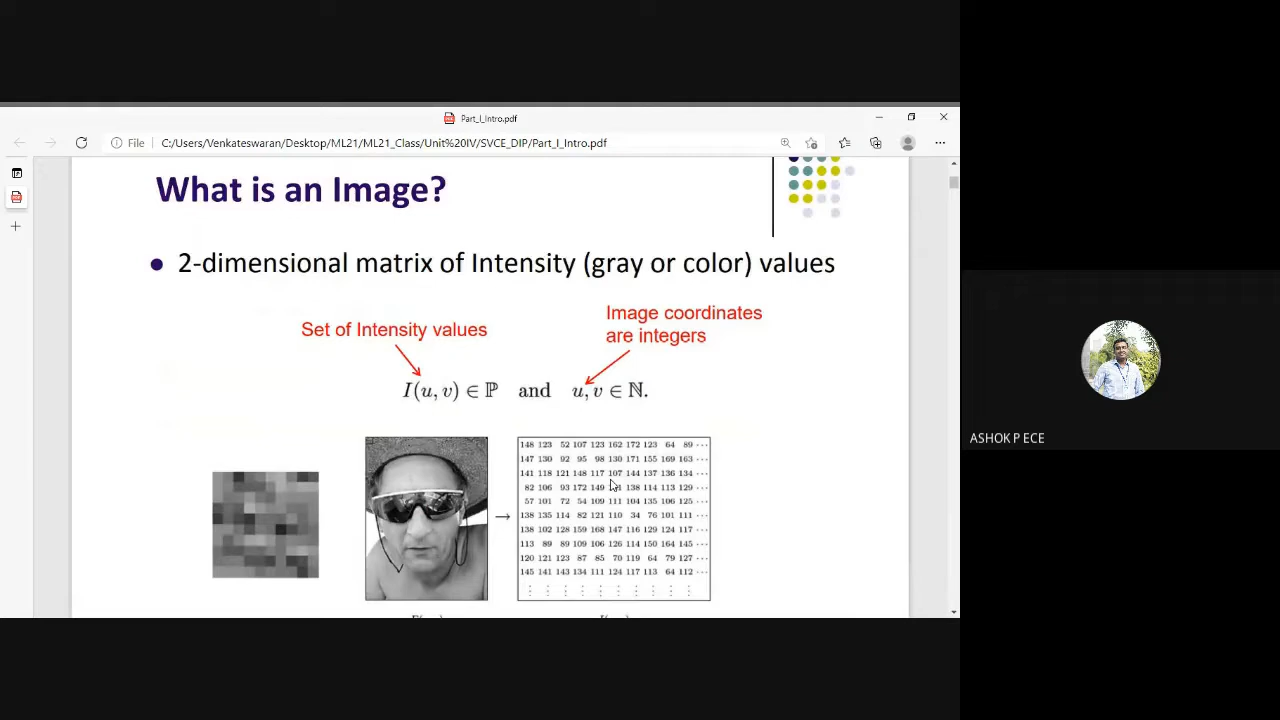 Part_I_Intro.pdf
File
C:/Users/Venkateswaran/Desktop/ML21/ML21_Class/Unit%20IV/SVCE_DIP/Part_I_Intro.pdf
What is an Image?
2-dimensional matrix of Intensity (gray or color) values
Set of Intensity values
Image coordinates
are integers
I(u, v) ∈ ℙ and u, v ∈ ℕ.
148 123 52 107 123 162 172 123 64 89 ···
147 130 92 95 98 130 171 155 169 163 ···
141 118 121 148 117 107 144 137 136 134 ···
82 106 93 172 149 138 114 113 129 ···
57 101 72 54 109 111 104 135 106 125 ···
138 135 114 82 121 110 34 76 101 111 ···
138 102 128 159 168 147 116 129 124 117 ···
113 89 89 109 106 126 114 150 164 145 ···
120 121 123 87 85 70 119 64 79 127 ···
145 141 143 134 111 124 117 113 64 112 ···
⋮ ⋮ ⋮ ⋮ ⋮ ⋮ ⋮ ⋮ ⋮ ⋮
ASHOK P ECE